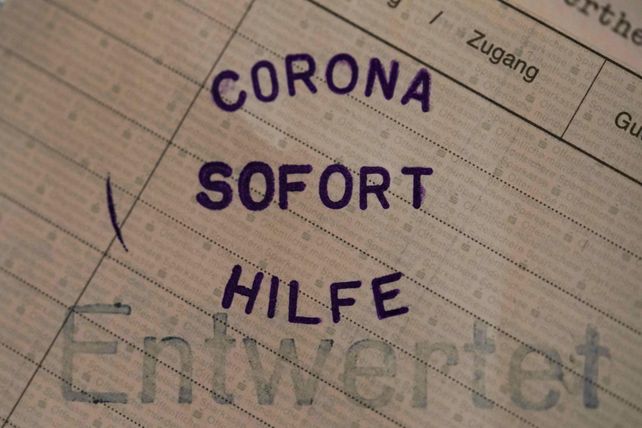 g / Zugang
CORONA
SOFORT
HILFE
Entwertet